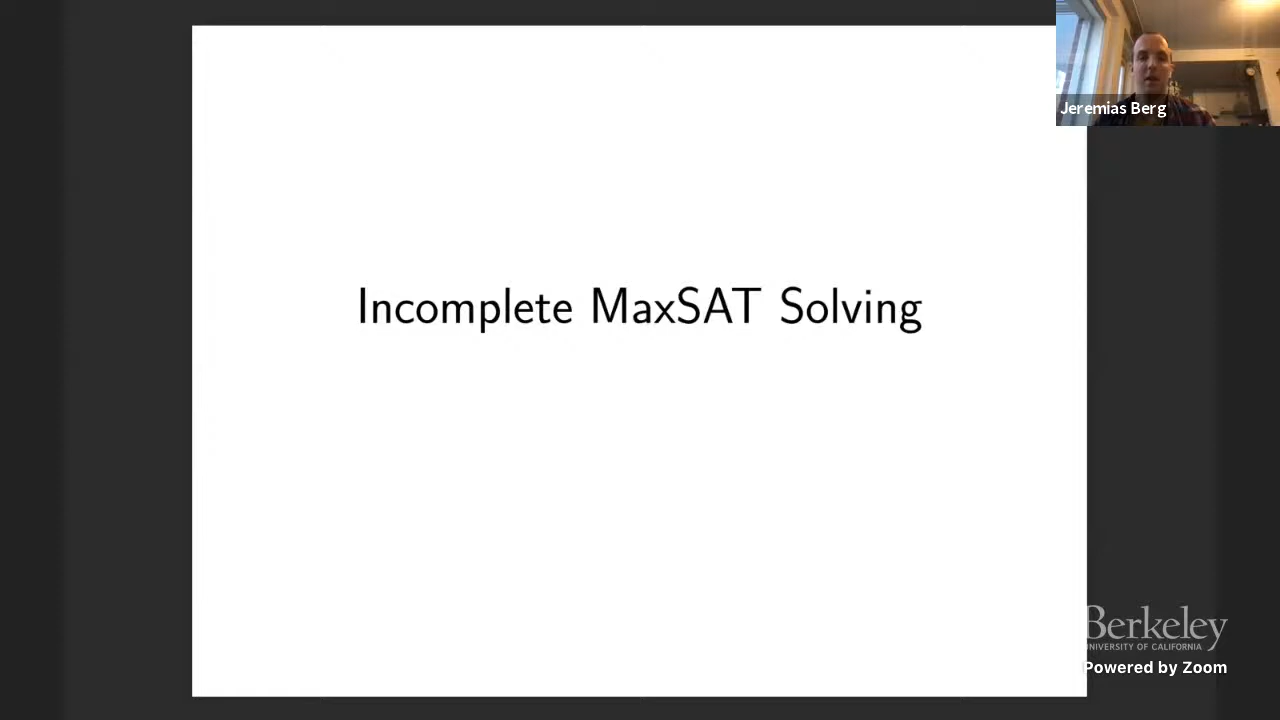 Jeremias Berg
Incomplete MaxSAT Solving
Berkeley
UNIVERSITY OF CALIFORNIA
Powered by Zoom